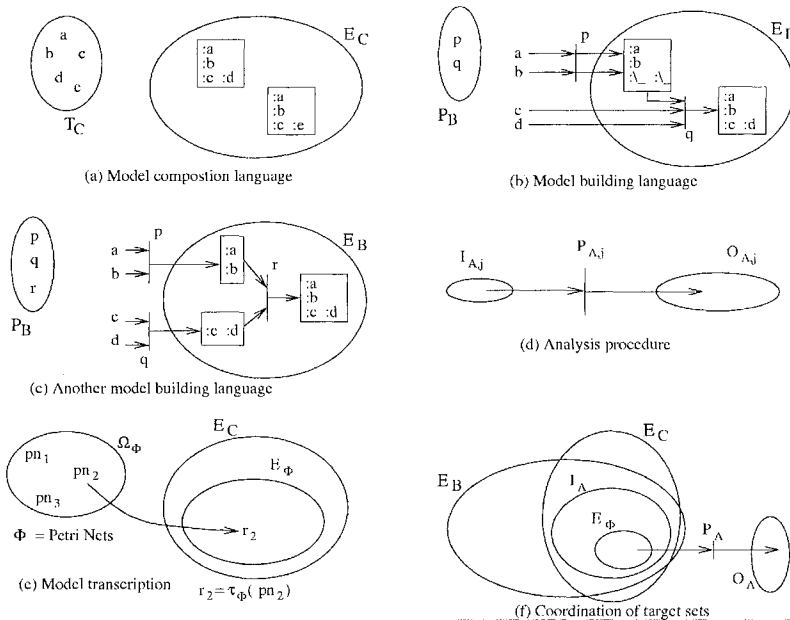 a
b c
d
e
T_C
E_C
:a
:b
:c :d
:a
:b
:c :e
(a) Model compostion language
p
q
P_B
a
b
c
d
p
:a
:b
:\_ :\_
q
:a
:b
:c :d
(b) Model building language
p
q
r
P_B
a
b
p
c
d
q
:a
:b
:c :d
r
E_B
:a
:b
:c :d
(c) Another model building language
I_A,j
P_A,j
O_A,j
(d) Analysis procedure
Ω_Φ
pn_1
pn_2
pn_3
Φ = Petri Nets
E_C
E_Φ
r_2
(e) Model transcription
r_2 = τ_Φ( pn_2)
E_C
E_B
I_A
E_Φ
P_A
O_A
(f) Coordination of target sets